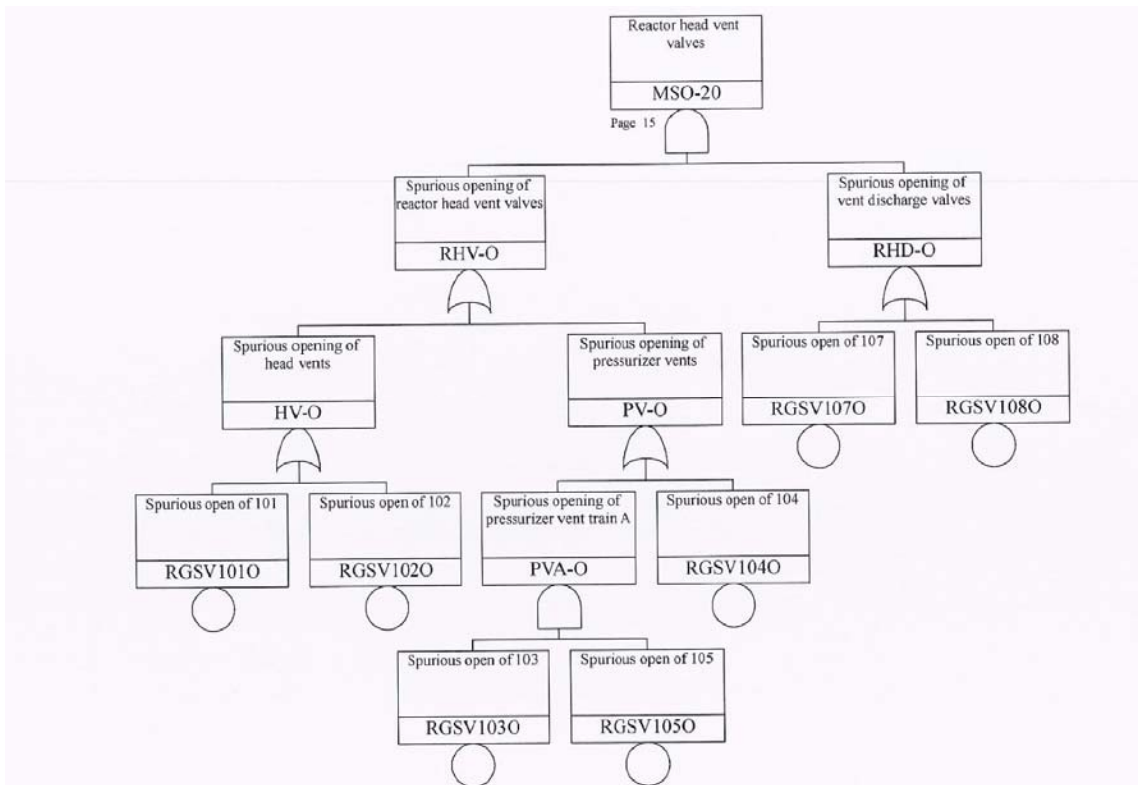 Reactor head vent
valves
MSO-20
Page 15
Spurious opening of
reactor head vent valves
RHV-O
Spurious opening of
vent discharge valves
RHD-O
Spurious opening of
head vents
HV-O
Spurious opening of
pressurizer vents
PV-O
Spurious open of 107
RGSV107O
Spurious open of 108
RGSV108O
Spurious open of 101
RGSV101O
Spurious open of 102
RGSV102O
Spurious opening of
pressurizer vent train A
PVA-O
Spurious open of 104
RGSV104O
Spurious open of 103
RGSV103O
Spurious open of 105
RGSV105O